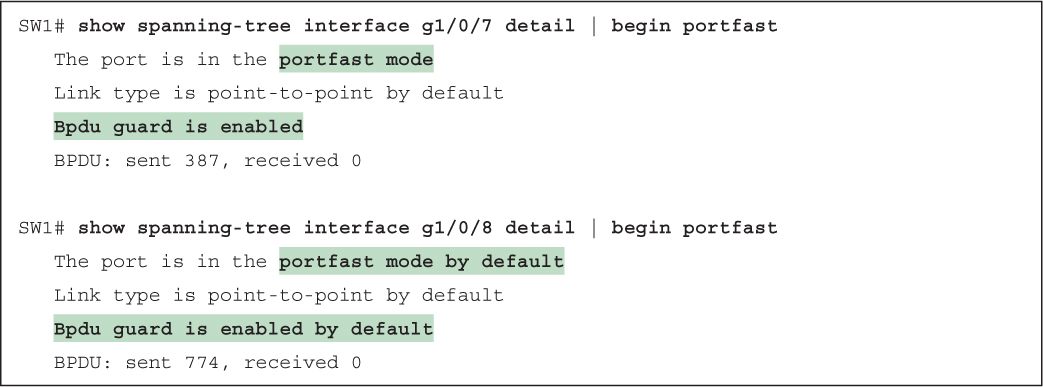 SW1# show spanning-tree interface g1/0/7 detail | begin portfast
The port is in the portfast mode
Link type is point-to-point by default
Bpdu guard is enabled
BPDU: sent 387, received 0
SW1# show spanning-tree interface g1/0/8 detail | begin portfast
The port is in the portfast mode by default
Link type is point-to-point by default
Bpdu guard is enabled by default
BPDU: sent 774, received 0